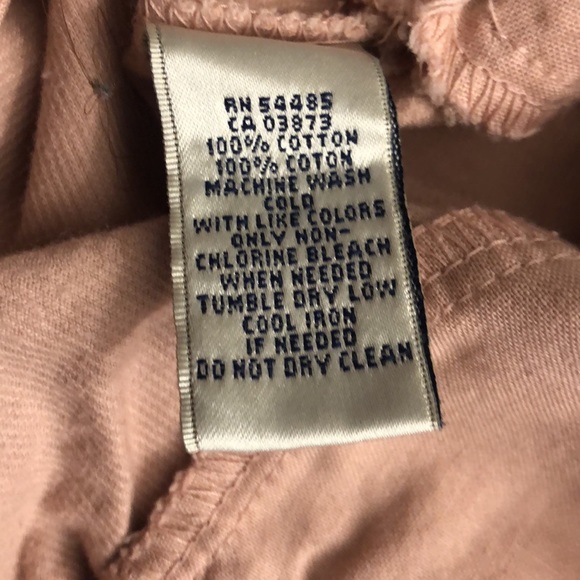 RN 54485
CA 03873
100% COTTON
100% COTON
MACHINE WASH
COLD
WITH LIKE COLORS
ONLY NON-
CHLORINE BLEACH
WHEN NEEDED
TUMBLE DRY LOW
COOL IRON
IF NEEDED
DO NOT DRY CLEAN